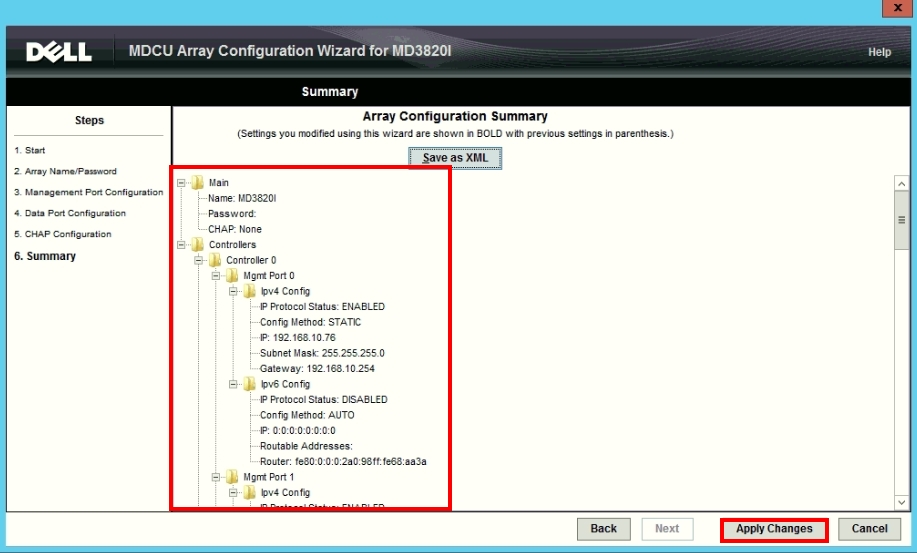 x
DELL
MDCU Array Configuration Wizard for MD3820I
Help
Summary
Steps
1. Start
2. Array Name/Password
3. Management Port Configuration
4. Data Port Configuration
5. CHAP Configuration
6. Summary
Array Configuration Summary
(Settings you modified using this wizard are shown in BOLD with previous settings in parenthesis.)
Save as XML
Main
Name: MD3820I
Password:
CHAP: None
Controllers
Controller 0
Mgmt Port 0
Ipv4 Config
IP Protocol Status: ENABLED
Config Method: STATIC
IP: 192.168.10.76
Subnet Mask: 255.255.255.0
Gateway: 192.168.10.254
Ipv6 Config
IP Protocol Status: DISABLED
Config Method: AUTO
IP: 0:0:0:0:0:0:0:0
Routable Addresses:
Router: fe80:0:0:0:2a0:98ff:fe68:aa3a
Mgmt Port 1
Ipv4 Config
IP Protocol Status: ENABLED
Back
Next
Apply Changes
Cancel